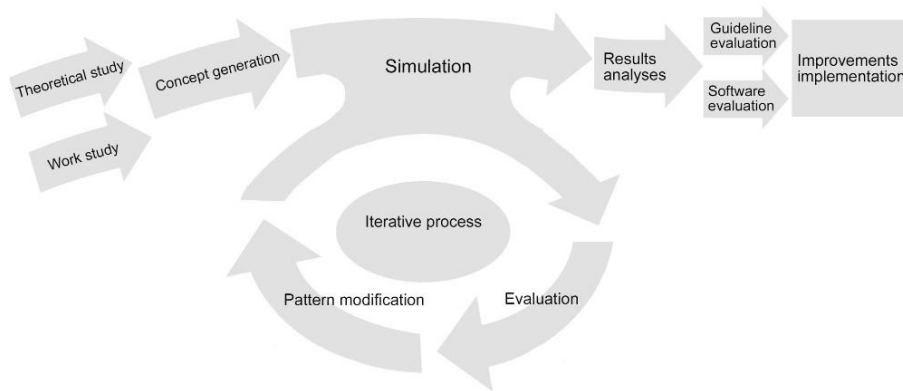 Theoretical study
Work study
Concept generation
Simulation
Results
analyses
Guideline
evaluation
Software
evaluation
Improvements
implementation
Iterative process
Pattern modification
Evaluation